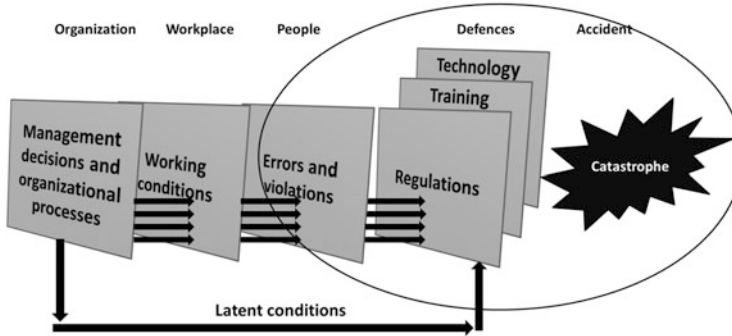 Organization Workplace People Defences Accident
Technology
Training
Management
decisions and
organizational
processes
Working
conditions
Errors and
violations
Regulations
Catastrophe
Latent conditions